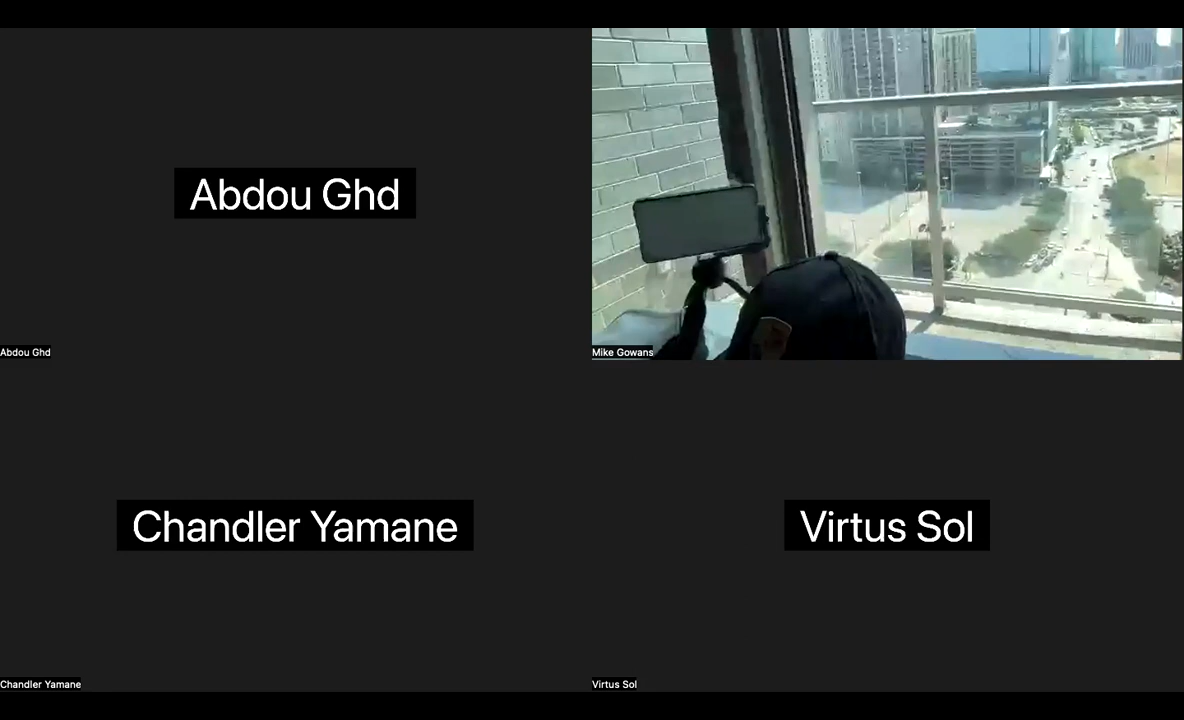 Abdou Ghd
Abdou Ghd
Mike Gowans
Chandler Yamane
Virtus Sol
Chandler Yamane
Virtus Sol